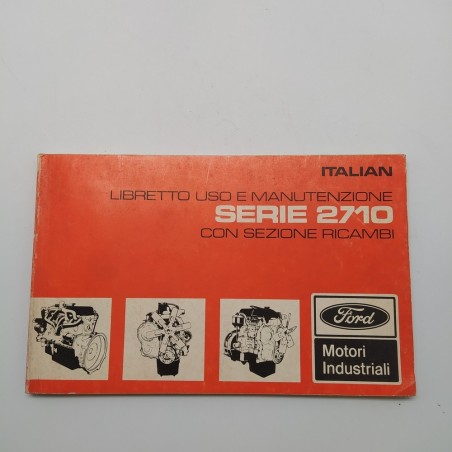 ITALIAN
LIBRETTO USO E MANUTENZIONE
SERIE 2710
CON SEZIONE RICAMBI
Ford
Motori
Industriali